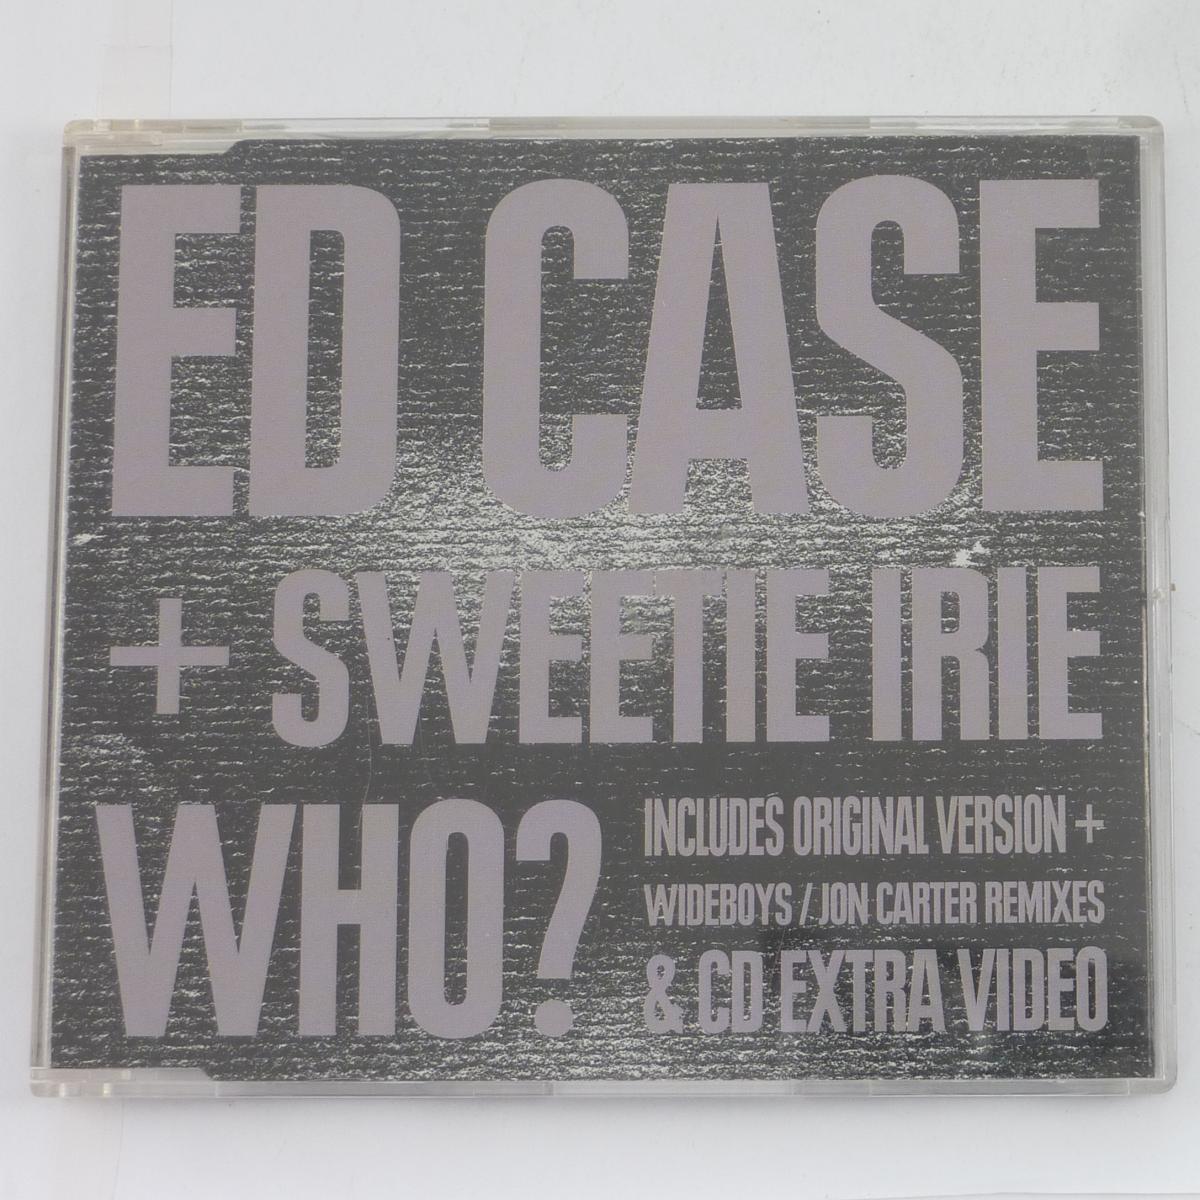 ED CASE
+ SWEETIE IRIE
WHO?
INCLUDES ORIGINAL VERSION +
WIDEBOYS / JON CARTER REMIXES
& CD EXTRA VIDEO